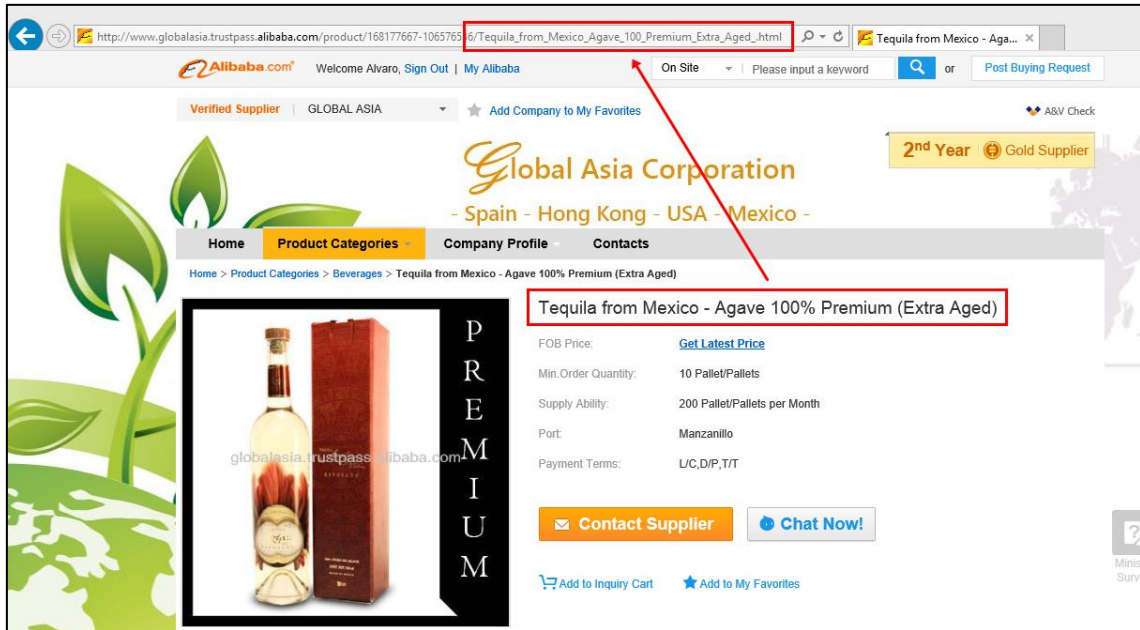 http://www.globalasia.trustpass.alibaba.com/product/168177667-106576536/Tequila_from_Mexico_Agave_100_Premium_Extra_Aged_.html
Tequila from Mexico - Aga...
Alibaba.com
Welcome Alvaro, Sign Out | My Alibaba
On Site
Please input a keyword
or
Post Buying Request
Verified Supplier
GLOBAL ASIA
Add Company to My Favorites
A&V Check
2nd Year
Gold Supplier
Global Asia Corporation
- Spain - Hong Kong - USA - Mexico -
Home
Product Categories
Company Profile
Contacts
Home > Product Categories > Beverages > Tequila from Mexico - Agave 100% Premium (Extra Aged)
Tequila from Mexico - Agave 100% Premium (Extra Aged)
FOB Price: Get Latest Price
Min.Order Quantity: 10 Pallet/Pallets
Supply Ability: 200 Pallet/Pallets per Month
Port: Manzanillo
Payment Terms: L/C,D/P,T/T
Contact Supplier
Chat Now!
Add to Inquiry Cart
Add to My Favorites
PREMIUM
globalasia.trustpass.alibaba.com